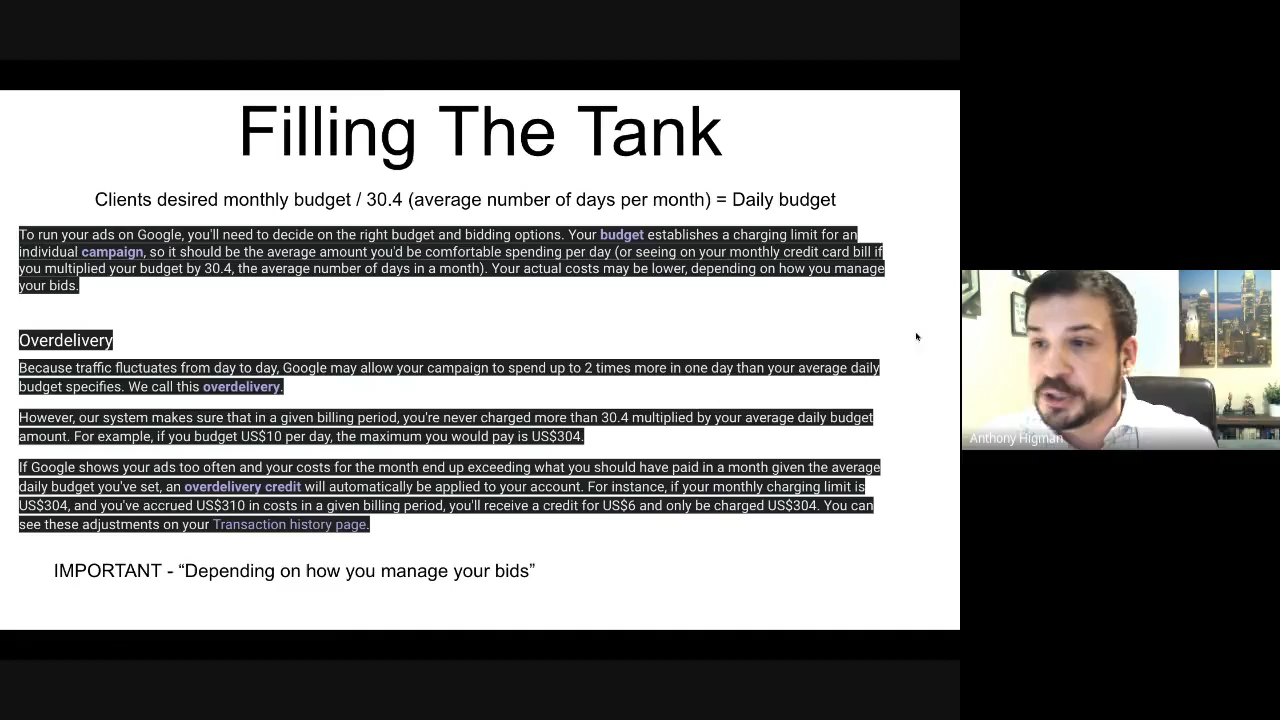 Filling The Tank
Clients desired monthly budget / 30.4 (average number of days per month) = Daily budget
To run your ads on Google, you'll need to decide on the right budget and bidding options. Your budget establishes a charging limit for an
individual campaign, so it should be the average amount you'd be comfortable spending per day (or seeing on your monthly credit card bill if
you multiplied your budget by 30.4, the average number of days in a month). Your actual costs may be lower, depending on how you manage
your bids.
Overdelivery
Because traffic fluctuates from day to day, Google may allow your campaign to spend up to 2 times more in one day than your average daily
budget specifies. We call this overdelivery.
However, our system makes sure that in a given billing period, you're never charged more than 30.4 multiplied by your average daily budget
amount. For example, if you budget US$10 per day, the maximum you would pay is US$304.
If Google shows your ads too often and your costs for the month end up exceeding what you should have paid in a month given the average
daily budget you've set, an overdelivery credit will automatically be applied to your account. For instance, if your monthly charging limit is
US$304, and you've accrued US$310 in costs in a given billing period, you'll receive a credit for US$6 and only be charged US$304. You can
see these adjustments on your Transaction history page.
IMPORTANT - “Depending on how you manage your bids”
Anthony Higman